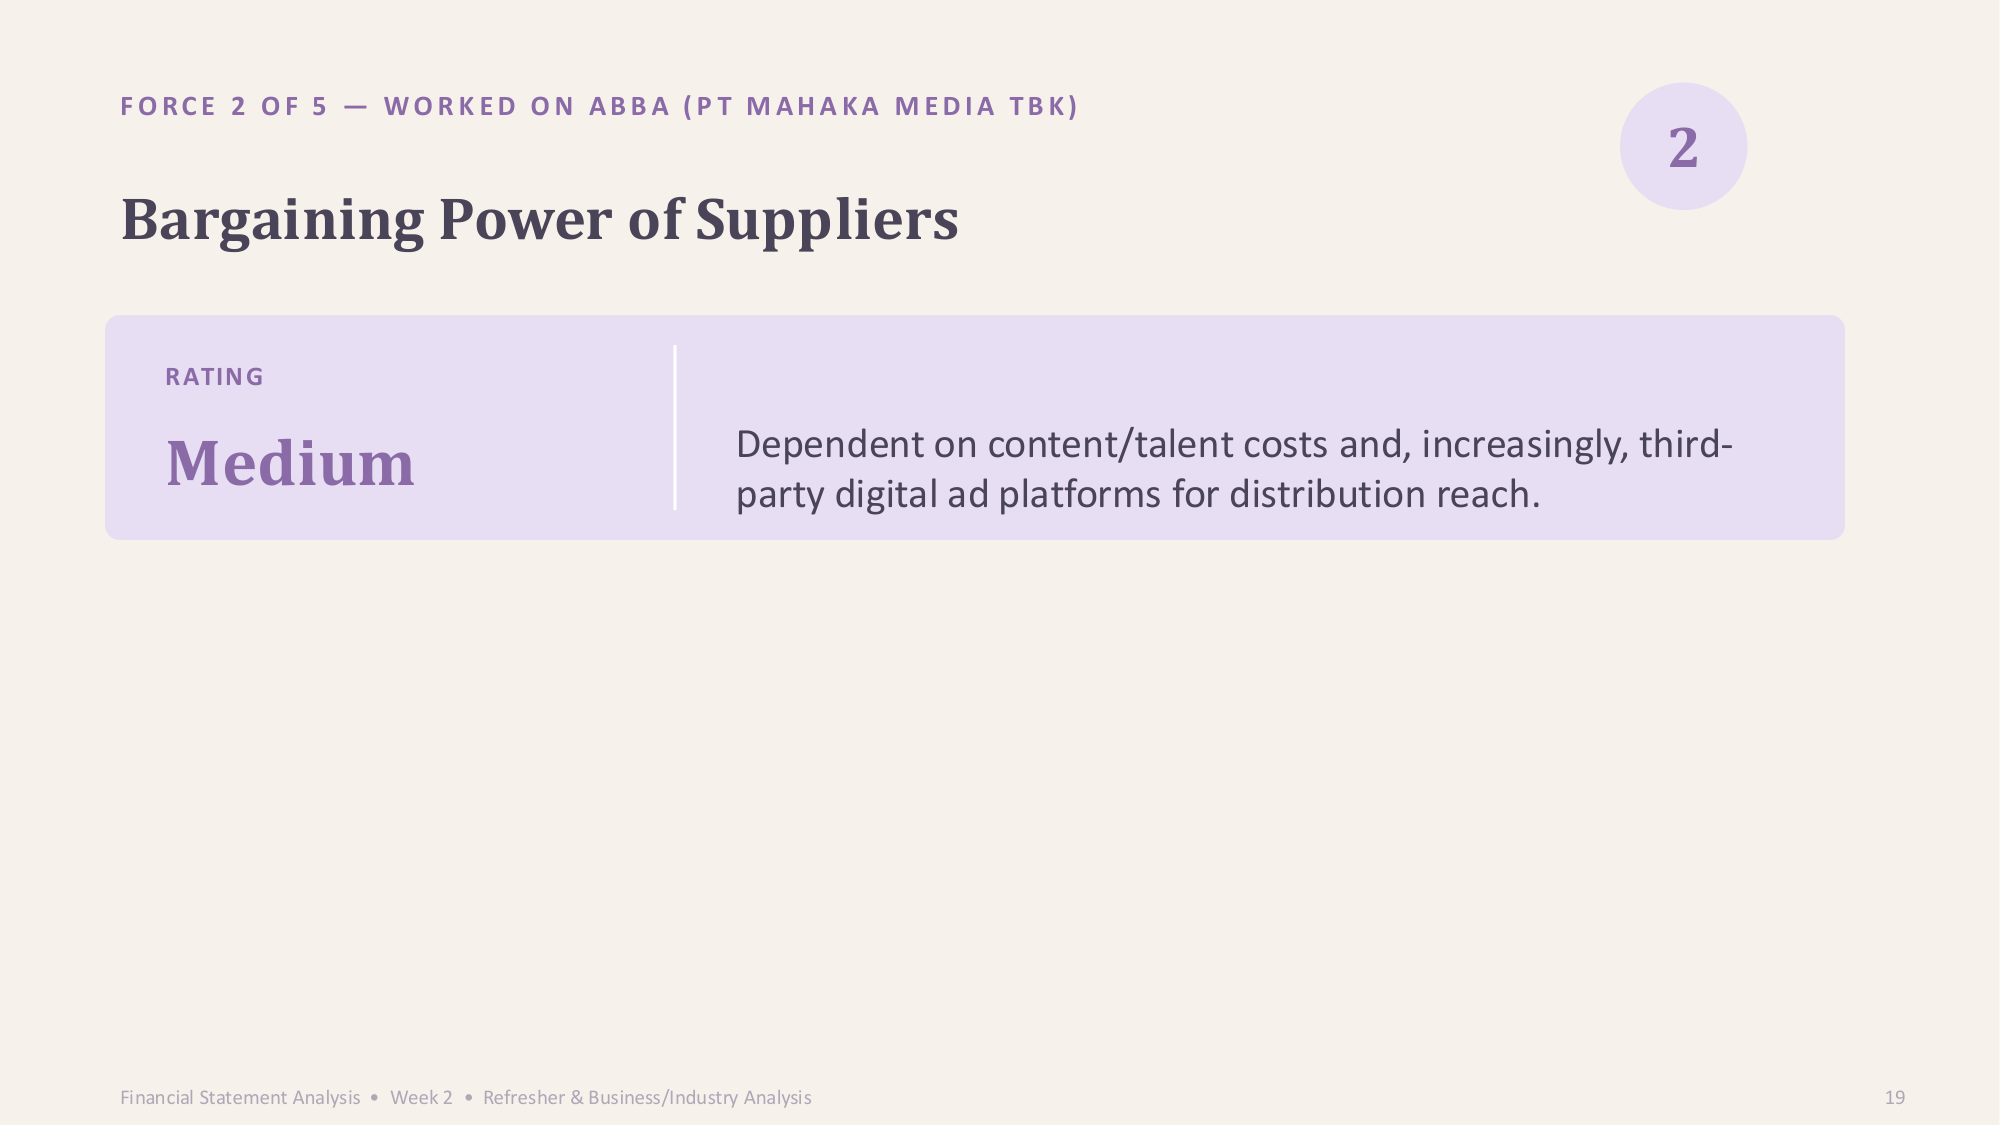 FORCE 2 OF 5 — WORKED ON ABBA (PT MAHAKA MEDIA TBK)
2
Bargaining Power of Suppliers
RATING
Medium
Dependent on content/talent costs and, increasingly, third-
party digital ad platforms for distribution reach.
Financial Statement Analysis • Week 2 • Refresher & Business/Industry Analysis
19